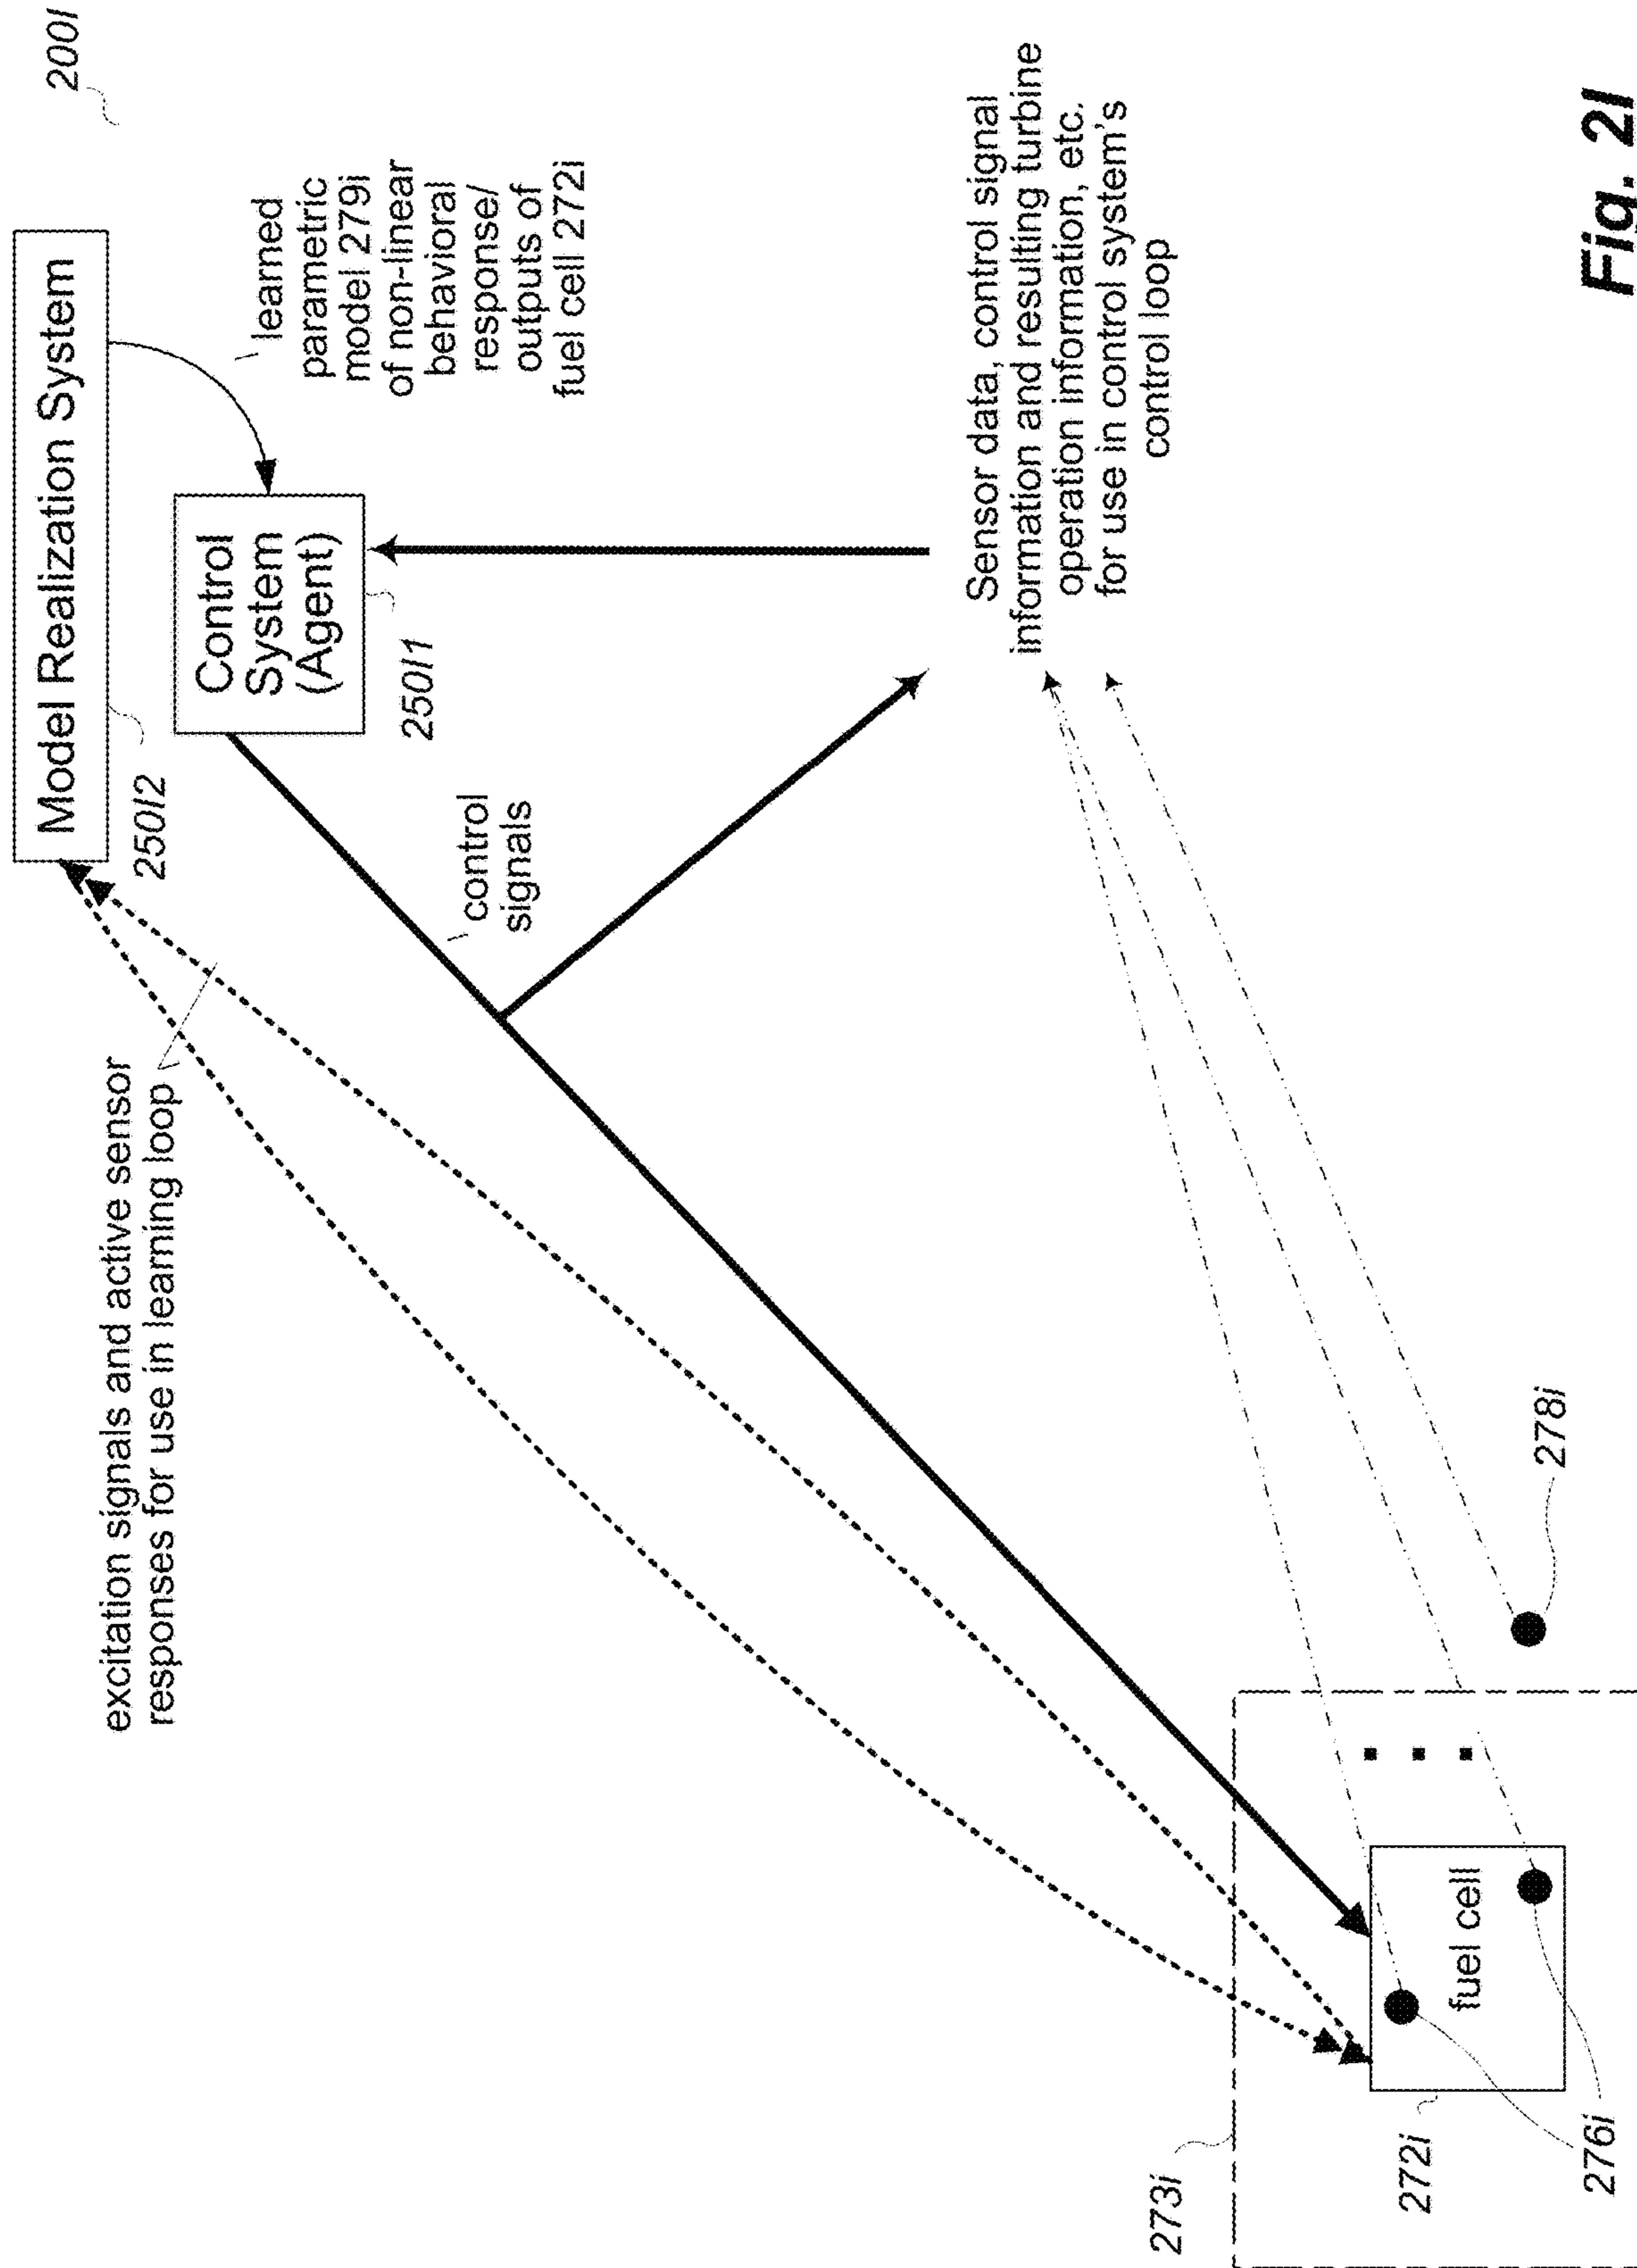 200I
Model Realization System
250I2
excitation signals and active sensor
responses for use in learning loop
Control
System
(Agent)
250I1
learned
parametric
model 279i
of non-linear
behavioral
response/
outputs of
fuel cell 272i
control
signals
Sensor data, control signal
information and resulting turbine
operation information, etc.
for use in control system's
control loop
273i
272i
fuel cell
276i
278i
Fig. 2I